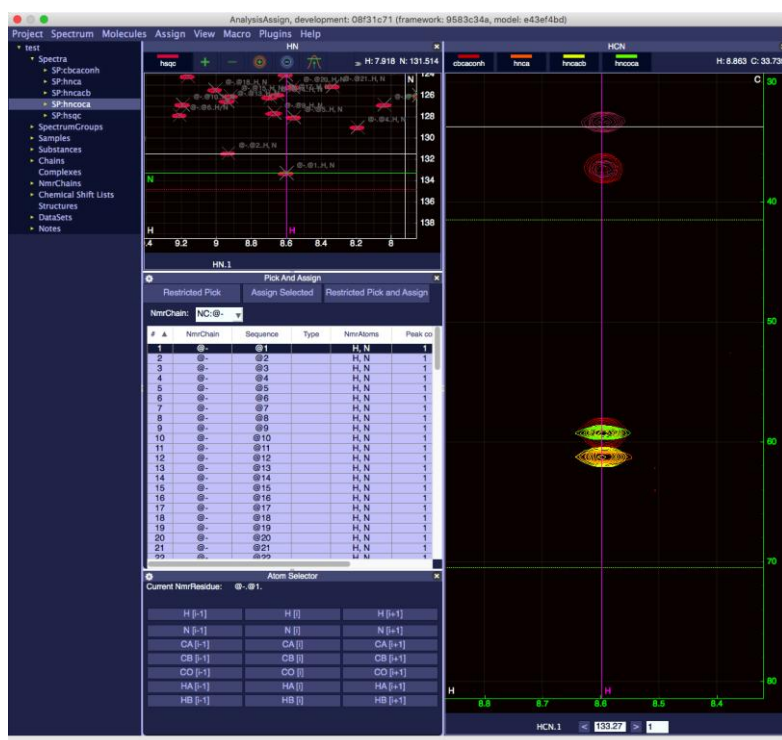 AnalysisAssign, development: 08f31c71 (framework: 9583c34a, model: e43ef4bd)
Project Spectrum Molecules Assign View Macro Plugins Help
test
Spectra
SP:cbcaconh
SP:hnca
SP:hncacb
SP:hncoca
SP:hsqc
SpectrumGroups
Samples
Substances
Chains
Complexes
NmrChains
Chemical Shift Lists
Structures
DataSets
Notes
HN
hsqc
H: 7.918 N: 131.514
N
124
126
128
130
132
134
136
138
@-.@2..H, N
@-.@1..H, N
N
H
H
.4 9.2 9 8.8 8.6 8.4 8.2 8
HN.1
Pick And Assign
Restricted Pick Assign Selected Restricted Pick and Assign
NmrChain: NC:@-
# NmrChain Sequence Type NmrAtoms Peak co
1 @- @1 H, N 1
2 @- @2 H, N 1
3 @- @3 H, N 1
4 @- @4 H, N 1
5 @- @5 H, N 1
6 @- @6 H, N 1
7 @- @7 H, N 1
8 @- @8 H, N 1
9 @- @9 H, N 1
10 @- @10 H, N 1
11 @- @11 H, N 1
12 @- @12 H, N 1
13 @- @13 H, N 1
14 @- @14 H, N 1
15 @- @15 H, N 1
16 @- @16 H, N 1
17 @- @17 H, N 1
18 @- @18 H, N 1
19 @- @19 H, N 1
20 @- @20 H, N 1
21 @- @21 H, N 1
22 @- @22 H, N 1
Atom Selector
Current NmrResidue: @-.@1.
H [i-1] H [i] H [i+1]
N [i-1] N [i] N [i+1]
CA [i-1] CA [i] CA [i+1]
CB [i-1] CB [i] CB [i+1]
CO [i-1] CO [i] CO [i+1]
HA [i-1] HA [i] HA [i+1]
HB [i-1] HB [i] HB [i+1]
HCN
cbcaconh hnca hncacb hncoca
H: 8.863 C: 33.73
C
30
40
50
60
70
80
H
H
8.8 8.7 8.6 8.5 8.4
HCN.1 < 133.27 > 1